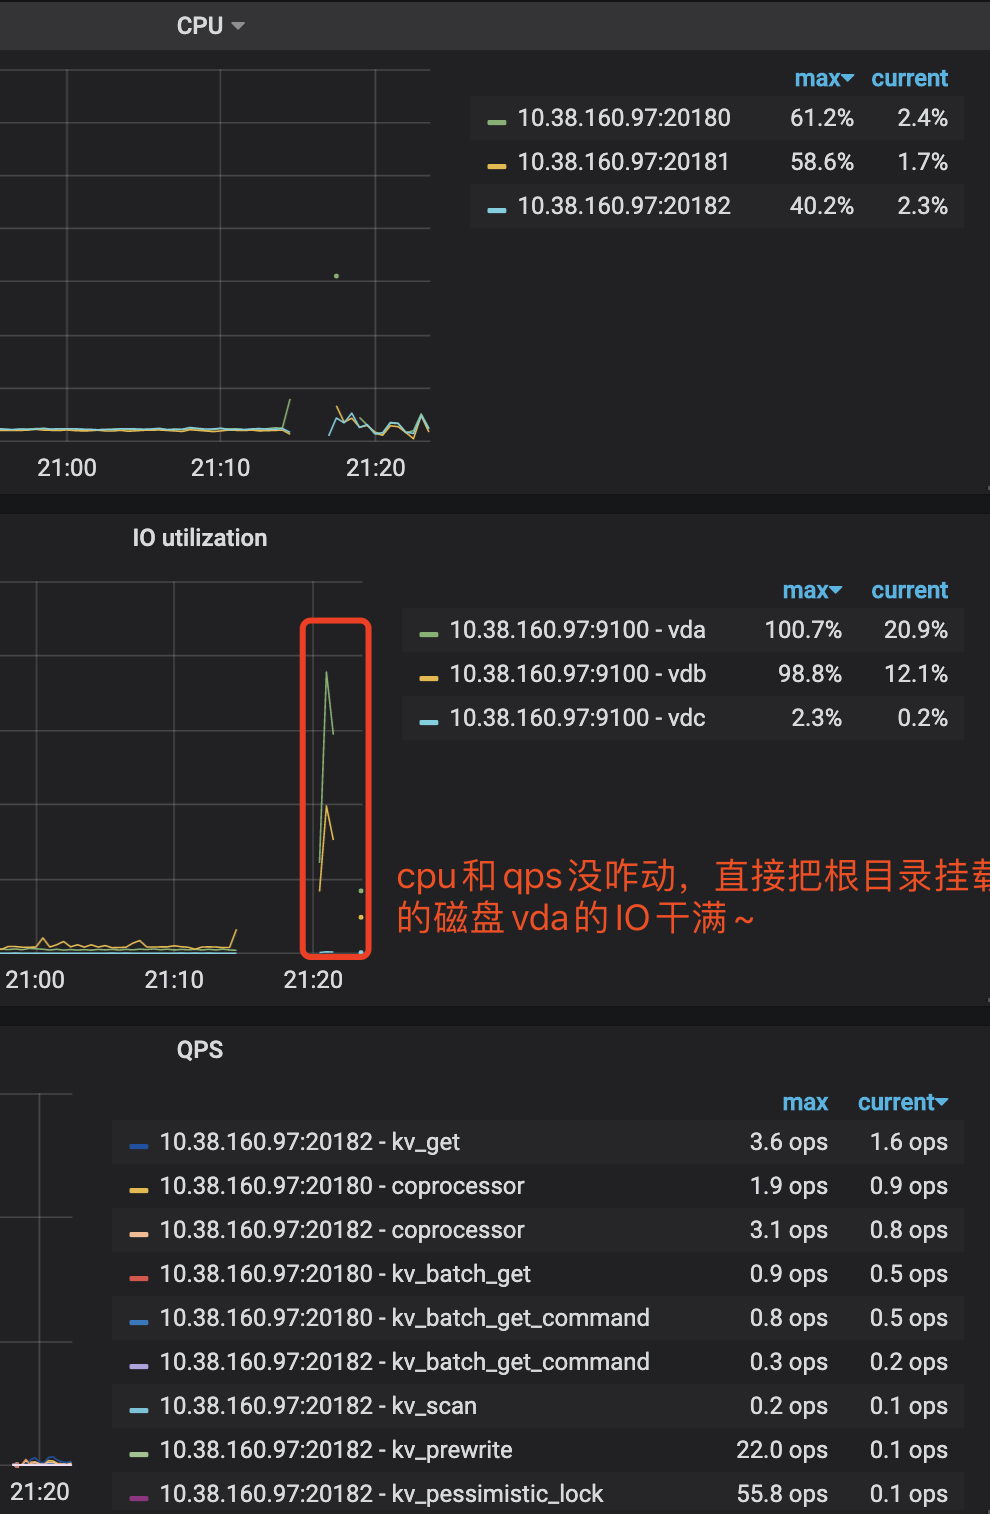 CPU
max current
10.38.160.97:20180 61.2% 2.4%
10.38.160.97:20181 58.6% 1.7%
10.38.160.97:20182 40.2% 2.3%
21:00 21:10 21:20
IO utilization
max current
10.38.160.97:9100 - vda 100.7% 20.9%
10.38.160.97:9100 - vdb 98.8% 12.1%
10.38.160.97:9100 - vdc 2.3% 0.2%
cpu和qps没咋动，直接把根目录挂载
的磁盘vda的IO干满~
21:00 21:10 21:20
QPS
max current
10.38.160.97:20182 - kv_get 3.6 ops 1.6 ops
10.38.160.97:20180 - coprocessor 1.9 ops 0.9 ops
10.38.160.97:20182 - coprocessor 3.1 ops 0.8 ops
10.38.160.97:20180 - kv_batch_get 0.9 ops 0.5 ops
10.38.160.97:20180 - kv_batch_get_command 0.8 ops 0.5 ops
10.38.160.97:20182 - kv_batch_get_command 0.3 ops 0.2 ops
10.38.160.97:20182 - kv_scan 0.2 ops 0.1 ops
10.38.160.97:20182 - kv_prewrite 22.0 ops 0.1 ops
21:20
10.38.160.97:20182 - kv_pessimistic_lock 55.8 ops 0.1 ops